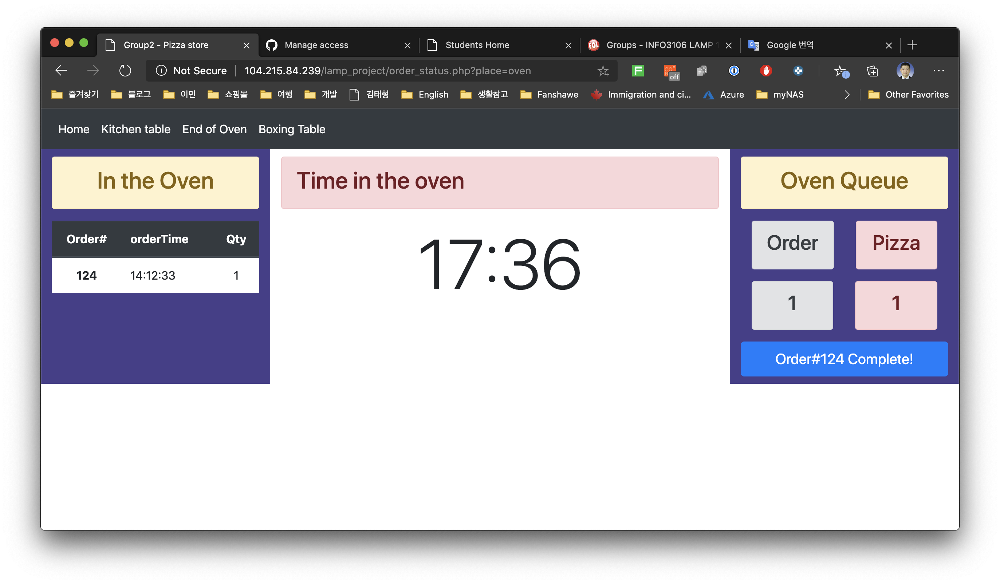 Group2 - Pizza store
Manage access
Students Home
FOL
Groups - INFO3106 LAMP 1
Google 번역
Not Secure
104.215.84.239/lamp_project/order_status.php?place=oven
off
즐겨찾기
블로그
이민
쇼핑몰
여행
개발
김태형
English
생활참고
Fanshawe
Immigration and ci...
Azure
myNAS
Other Favorites
Home Kitchen table End of Oven Boxing Table
In the Oven
Order# orderTime Qty
124 14:12:33 1
Time in the oven
17:36
Oven Queue
Order Pizza
1 1
Order#124 Complete!